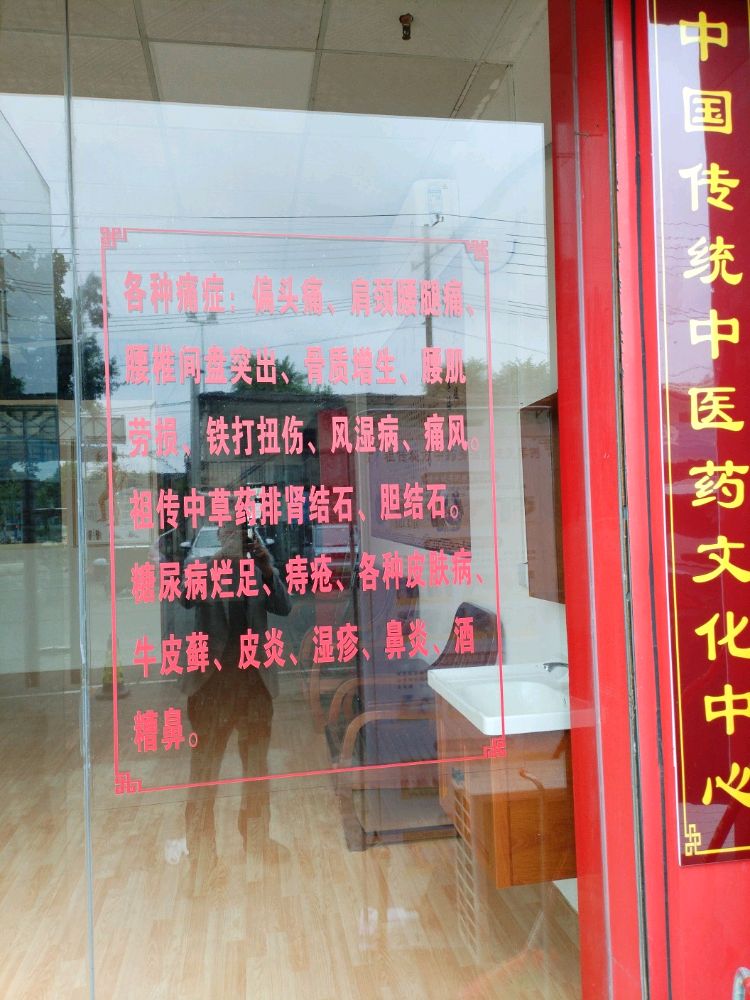 各种痛症：偏头痛、肩颈腰腿痛、
腰椎间盘突出、骨质增生、腰肌
劳损、铁打扭伤、风湿病、痛风。
祖传中草药排肾结石、胆结石。
糖尿病烂足、痔疮、各种皮肤病、
牛皮藓、皮炎、湿疹、鼻炎、酒
糟鼻。
中国传统中医药文化中心